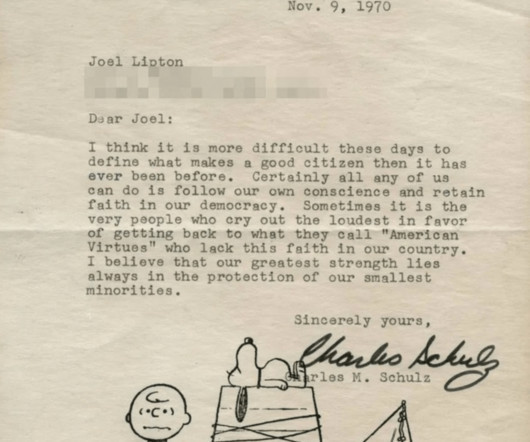 Nov. 9, 1970
Joel Lipton
Dear Joel:
I think it is more difficult these days to
define what makes a good citizen then it has
ever been before. Certainly all any of us
can do is follow our own conscience and retain
faith in our democracy. Sometimes it is the
very people who cry out the loudest in favor
of getting back to what they call "American
Virtues" who lack this faith in our country.
I believe that our greatest strength lies
always in the protection of our smallest
minorities.
Sincerely yours,
Charles Schulz
Charles M. Schulz